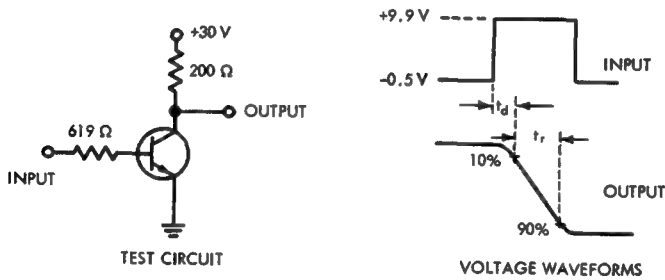 +30 V
200 Ω
OUTPUT
619 Ω
INPUT
TEST CIRCUIT
+9.9 V
INPUT
-0.5 V
td
tr
10%
OUTPUT
90%
VOLTAGE WAVEFORMS